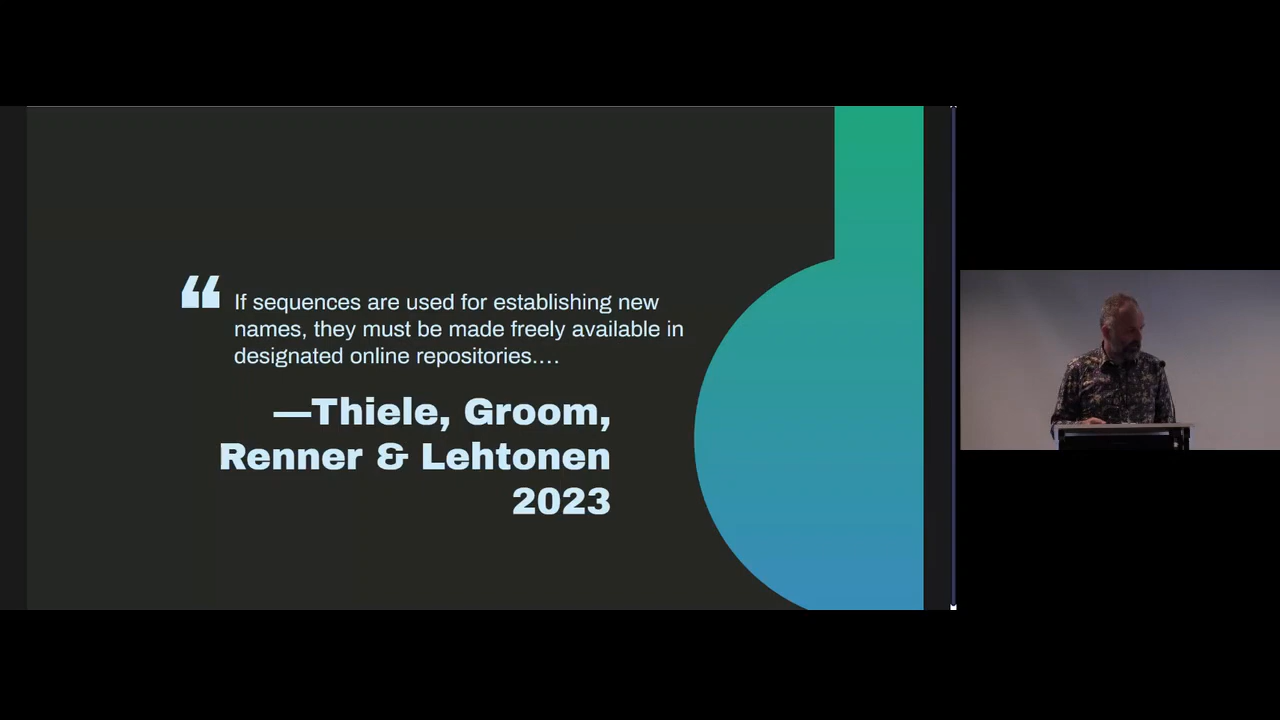 “ If sequences are used for establishing new
names, they must be made freely available in
designated online repositories....
—Thiele, Groom,
Renner & Lehtonen
2023